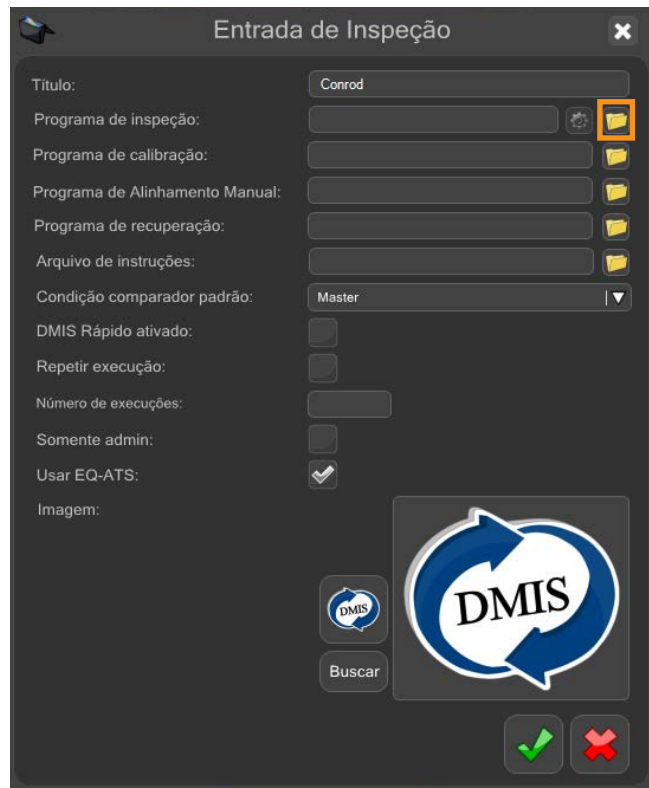 Entrada de Inspeção
Título:
Conrod
Programa de inspeção:
Programa de calibração:
Programa de Alinhamento Manual:
Programa de recuperação:
Arquivo de instruções:
Condição comparador padrão:
Master
DMIS Rápido ativado:
Repetir execução:
Número de execuções:
Somente admin:
Usar EQ-ATS:
Imagem:
DMIS
DMIS
Buscar